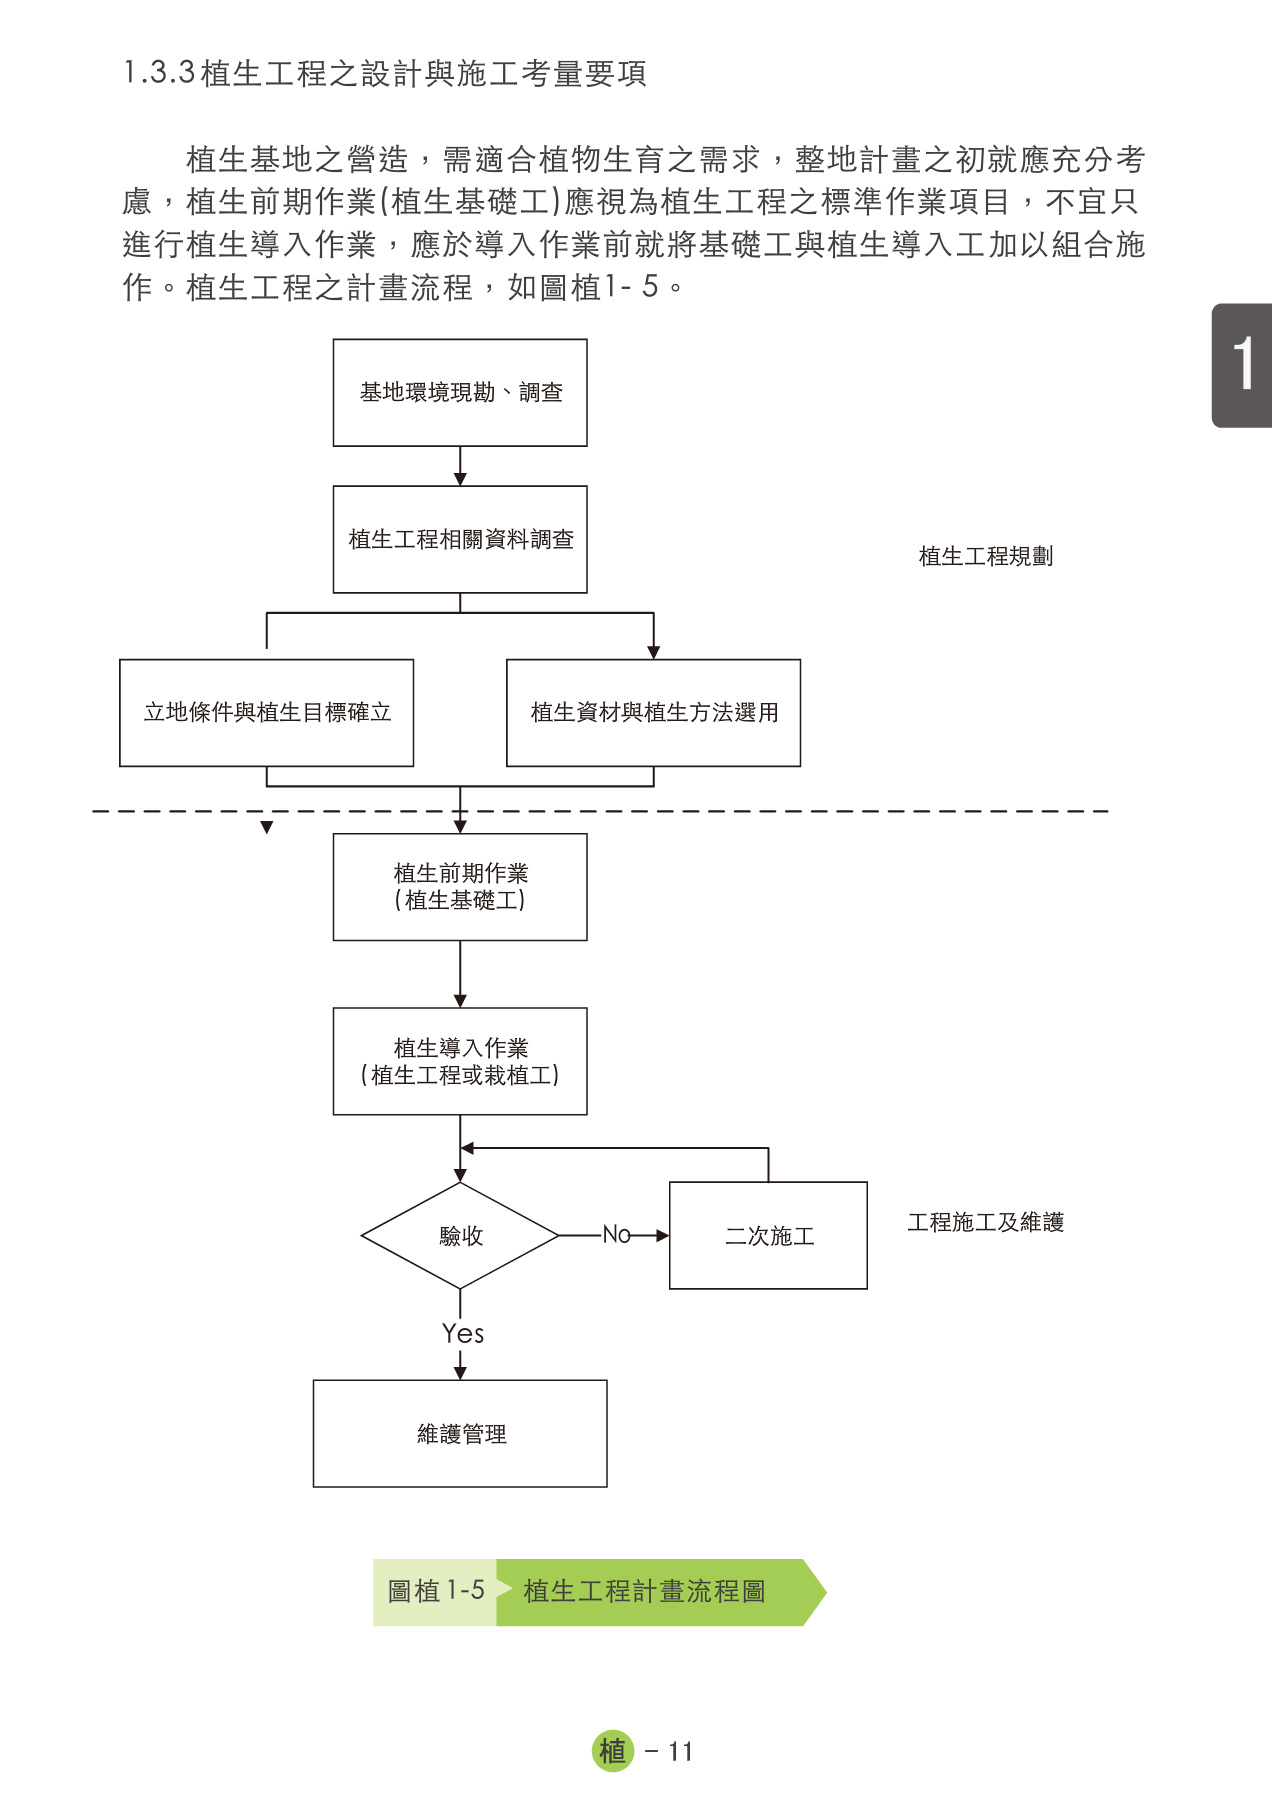 1.3.3植生工程之設計與施工考量要項
植生基地之營造，需適合植物生育之需求，整地計畫之初就應充分考
慮，植生前期作業(植生基礎工)應視為植生工程之標準作業項目，不宜只
進行植生導入作業，應於導入作業前就將基礎工與植生導入工加以組合施
作。植生工程之計畫流程，如圖植1- 5。
1
基地環境現勘、調查
植生工程相關資料調查
植生工程規劃
立地條件與植生目標確立
植生資材與植生方法選用
植生前期作業
(植生基礎工)
植生導入作業
(植生工程或栽植工)
驗收
No
二次施工
工程施工及維護
Yes
維護管理
圖植1-5
植生工程計畫流程圖
植 - 11